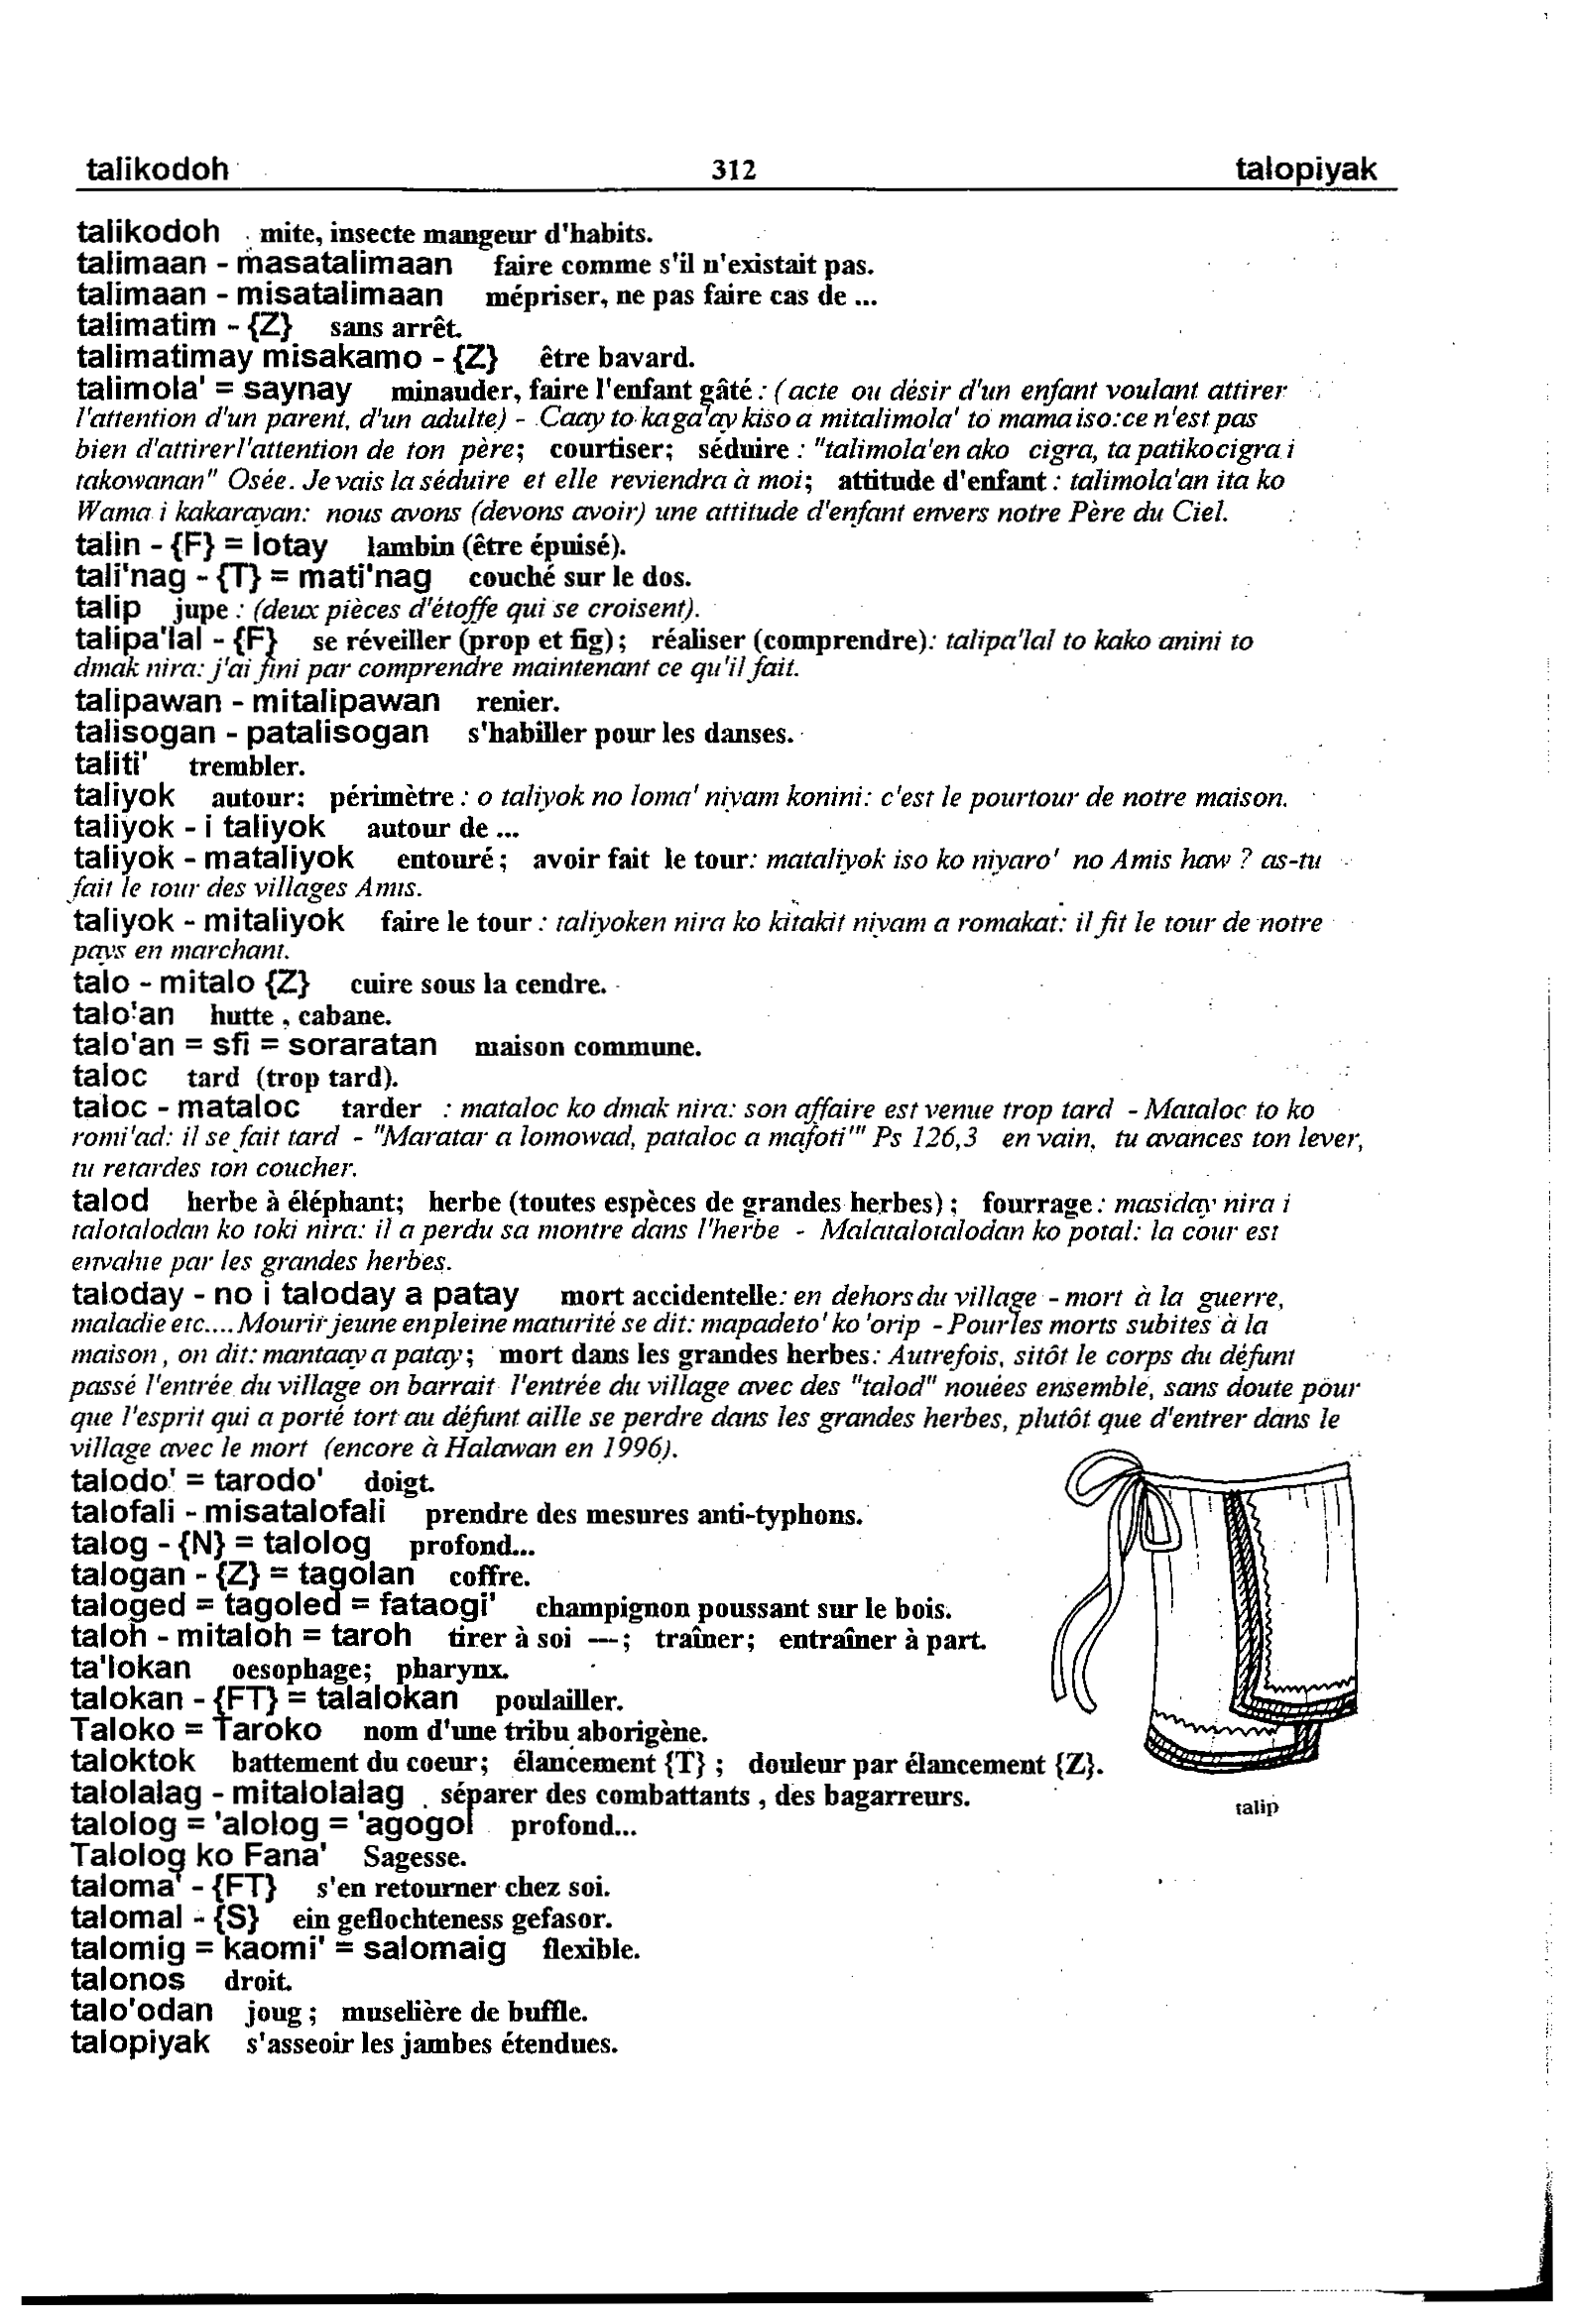 talikodoh 312 talopiyak
talikodoh mite, insecte mangeur d'habits.
talimaan - masatalimaan faire comme s'il n'existait pas.
talimaan - misatalimaan mépriser, ne pas faire cas de ...
talimatim - {Z} sans arrêt.
talimatimay misakamo - {Z} être bavard.
talimola' = saynay minauder, faire l'enfant gâté : (acte ou désir d'un enfant voulant attirer
l'attention d'un parent, d'un adulte) - Caay to kaga'ay kiso a mitalimola' to mama iso: ce n'est pas
bien d'attirer l'attention de ton père; courtiser; séduire : "talimola'en ako cigra, ta patiko cigra i
takowanan" Osée. Je vais la séduire et elle reviendra à moi; attitude d'enfant : talimola'an ita ko
Wama i kakarayan: nous avons (devons avoir) une attitude d'enfant envers notre Père du Ciel.
talin - {F} = lotay lambin (être épuisé).
tali'nag - {T} = mati'nag couché sur le dos.
talip jupe : (deux pièces d'étoffe qui se croisent).
talipa'lal - {F} se réveiller (prop et fig) ; réaliser (comprendre): talipa'lal to kako anini to
dmak nira: j'ai fini par comprendre maintenant ce qu'il fait.
talipawan - mitalipawan renier.
talisogan - patalisogan s'habiller pour les danses.
taliti' trembler.
taliyok autour; périmètre : o taliyok no loma' niyam konini: c'est le pourtour de notre maison.
taliyok - i taliyok autour de ...
taliyok - mataliyok entouré ; avoir fait le tour: mataliyok iso ko niyaro' no Amis haw ? as-tu
fait le tour des villages Amis.
taliyok - mitaliyok faire le tour : taliyoken nira ko kitakit niyam a romakat: il fit le tour de notre
pays en marchant.
talo - mitalo {Z} cuire sous la cendre.
talo'an hutte , cabane.
talo'an = sfi = soraratan maison commune.
taloc tard (trop tard).
taloc - mataloc tarder : mataloc ko dmak nira: son affaire est venue trop tard - Mataloc to ko
romi'ad: il se fait tard - "Maratar a lomowad, pataloc a mafoti'" Ps 126,3 en vain, tu avances ton lever,
tu retardes ton coucher.
talod herbe à éléphant; herbe (toutes espèces de grandes herbes) ; fourrage : masiday nira i
talotalodan ko toki nira: il a perdu sa montre dans l'herbe - Malatalotalodan ko potal: la cour est
envahie par les grandes herbes.
taloday - no i taloday a patay mort accidentelle: en dehors du village - mort à la guerre,
maladie etc....Mourir jeune en pleine maturité se dit: mapadeto' ko 'orip - Pour les morts subites à la
maison , on dit: mantaay a patay ; mort dans les grandes herbes: Autrefois, sitôt le corps du défunt
passé l'entrée du village on barrait l'entrée du village avec des "talod" nouées ensemble, sans doute pour
que l'esprit qui a porté tort au défunt aille se perdre dans les grandes herbes, plutôt que d'entrer dans le
village avec le mort (encore à Halawan en 1996).
talodo' = tarodo' doigt.
talofali - misatalofali prendre des mesures anti-typhons.
talog - {N} = talolog profond...
talogan - {Z} = tagolan coffre.
taloged = tagoled = fataogi' champignon poussant sur le bois.
taloh - mitaloh = taroh tirer à soi —; traîner; entraîner à part.
ta'lokan oesophage; pharynx.
talokan - {FT} = talalokan poulailler.
Taloko = Taroko nom d'une tribu aborigène.
taloktok battement du coeur; élancement {T} ; douleur par élancement {Z}.
talolalag - mitalolalag séparer des combattants , des bagarreurs.
talolog = 'alolog = 'agogol profond...
Talolog ko Fana' Sagesse.
taloma' - {FT} s'en retourner chez soi.
talomal - {S} ein geflochteness gefasor.
talomig = kaomi' = salomaig flexible.
talonos droit.
talo'odan joug ; muselière de buffle.
talopiyak s'asseoir les jambes étendues.
talip